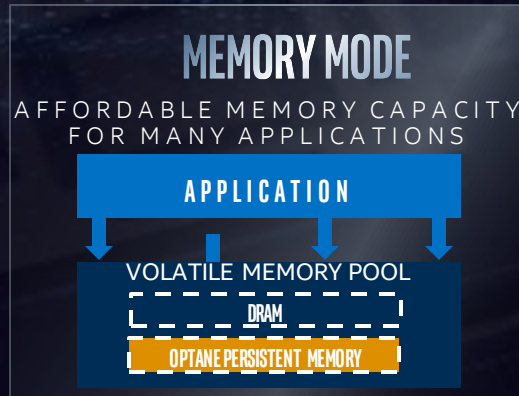 MEMORY MODE
AFFORDABLE MEMORY CAPACITY
FOR MANY APPLICATIONS
APPLICATION
VOLATILE MEMORY POOL
DRAM
OPTANE PERSISTENT MEMORY